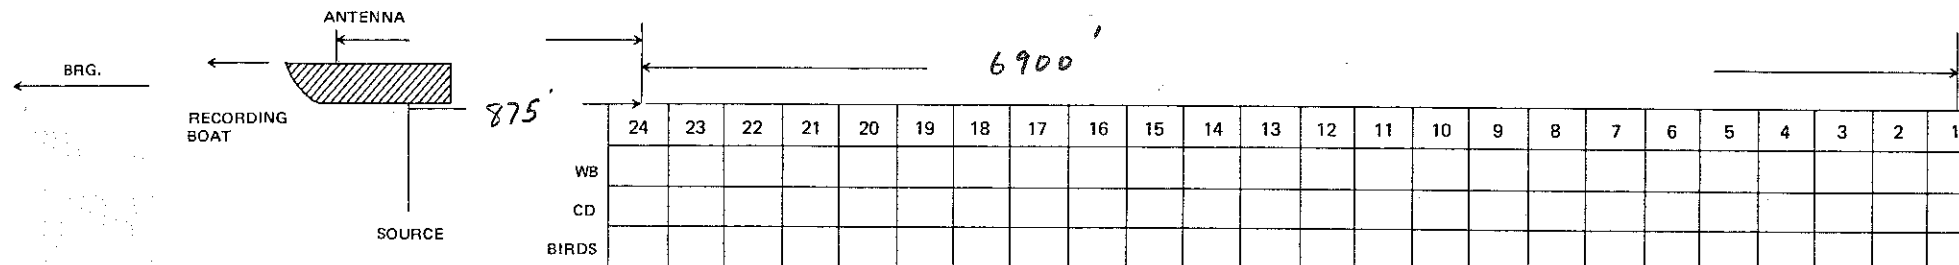 ANTENNA
6900'
BRG.
875'
RECORDING
BOAT
24 23 22 21 20 19 18 17 16 15 14 13 12 11 10 9 8 7 6 5 4 3 2 1
WB
CD
SOURCE
BIRDS